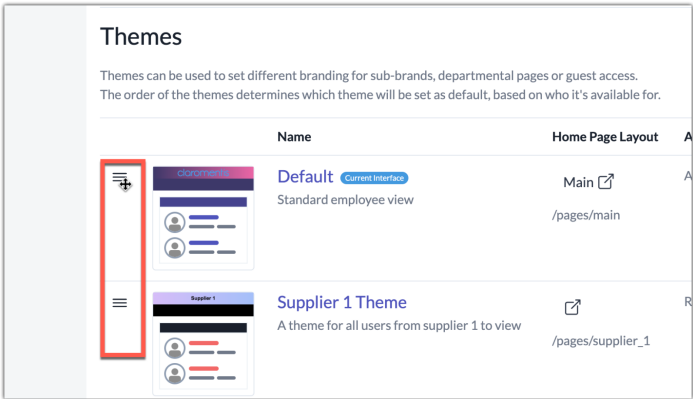 Themes
Themes can be used to set different branding for sub-brands, departmental pages or guest access.
The order of the themes determines which theme will be set as default, based on who it's available for.
Name Home Page Layout A
claromentis
Default Current Interface Main A
Standard employee view
/pages/main
Supplier 1
Supplier 1 Theme R
A theme for all users from supplier 1 to view
/pages/supplier_1